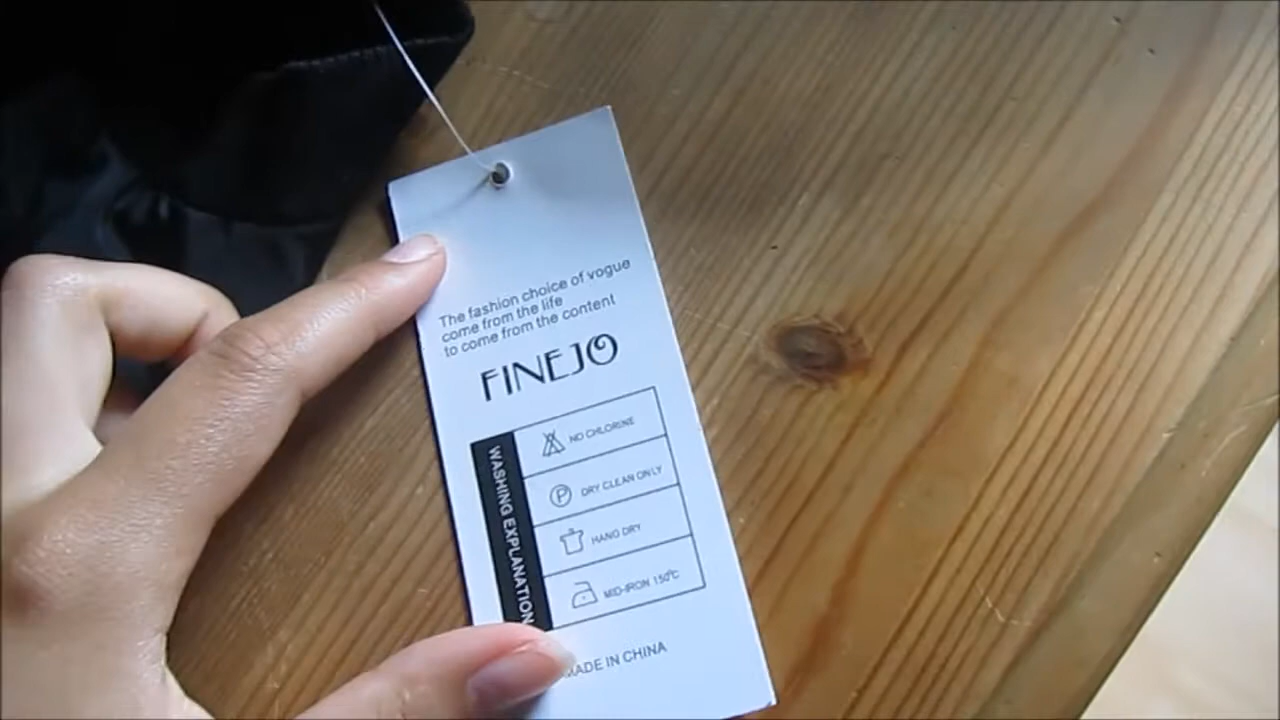 The fashion choice of vogue
come from the life
to come from the content
FINEJO
WASHING EXPLANATION
NO CHLORINE
P
DRY CLEAN ONLY
HANG DRY
MID-IRON 150℃
MADE IN CHINA